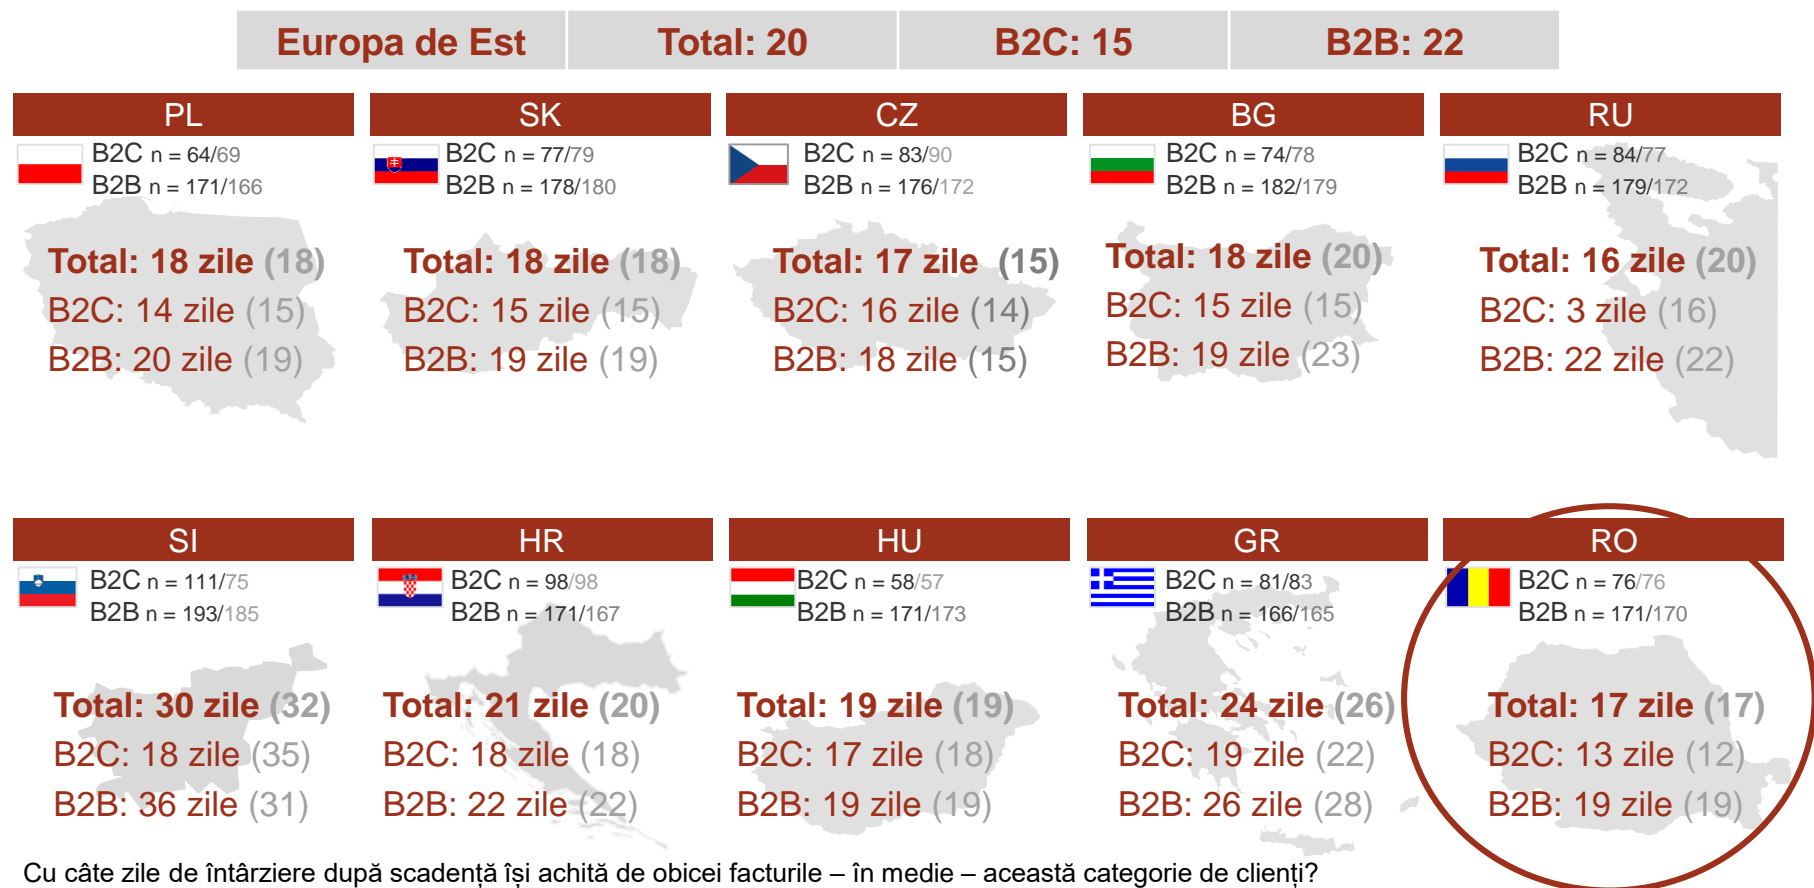 Europa de Est Total: 20 B2C: 15 B2B: 22
PL
B2C n = 64/69
B2B n = 171/166
Total: 18 zile (18)
B2C: 14 zile (15)
B2B: 20 zile (19)
SK
B2C n = 77/79
B2B n = 178/180
Total: 18 zile (18)
B2C: 15 zile (15)
B2B: 19 zile (19)
CZ
B2C n = 83/90
B2B n = 176/172
Total: 17 zile (15)
B2C: 16 zile (14)
B2B: 18 zile (15)
BG
B2C n = 74/78
B2B n = 182/179
Total: 18 zile (20)
B2C: 15 zile (15)
B2B: 19 zile (23)
RU
B2C n = 84/77
B2B n = 179/172
Total: 16 zile (20)
B2C: 3 zile (16)
B2B: 22 zile (22)
SI
B2C n = 111/75
B2B n = 193/185
Total: 30 zile (32)
B2C: 18 zile (35)
B2B: 36 zile (31)
HR
B2C n = 98/98
B2B n = 171/167
Total: 21 zile (20)
B2C: 18 zile (18)
B2B: 22 zile (22)
HU
B2C n = 58/57
B2B n = 171/173
Total: 19 zile (19)
B2C: 17 zile (18)
B2B: 19 zile (19)
GR
B2C n = 81/83
B2B n = 166/165
Total: 24 zile (26)
B2C: 19 zile (22)
B2B: 26 zile (28)
RO
B2C n = 76/76
B2B n = 171/170
Total: 17 zile (17)
B2C: 13 zile (12)
B2B: 19 zile (19)
Cu câte zile de întârziere după scadență își achită de obicei facturile – în medie – această categorie de clienți?